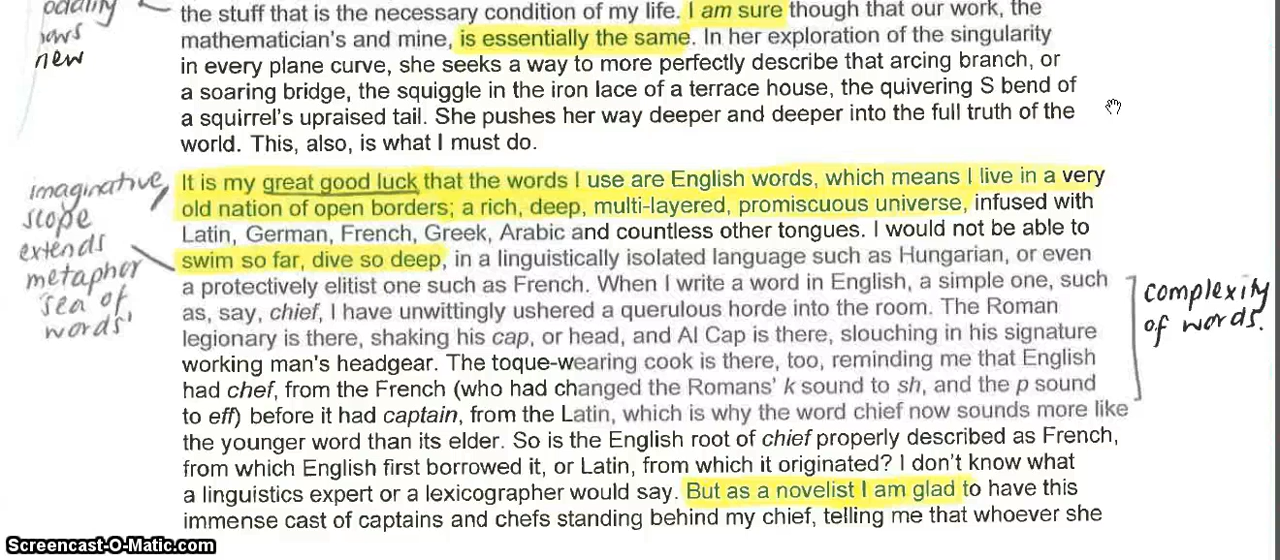 oddity
new
the stuff that is the necessary condition of my life. I am sure though that our work, the
mathematician's and mine, is essentially the same. In her exploration of the singularity
in every plane curve, she seeks a way to more perfectly describe that arcing branch, or
a soaring bridge, the squiggle in the iron lace of a terrace house, the quivering S bend of
a squirrel's upraised tail. She pushes her way deeper and deeper into the full truth of the
world. This, also, is what I must do.
imaginative
scope
extends
metaphor
'sea of
words'
It is my great good luck that the words I use are English words, which means I live in a very
old nation of open borders; a rich, deep, multi-layered, promiscuous universe, infused with
Latin, German, French, Greek, Arabic and countless other tongues. I would not be able to
swim so far, dive so deep, in a linguistically isolated language such as Hungarian, or even
a protectively elitist one such as French. When I write a word in English, a simple one, such
as, say, chief, I have unwittingly ushered a querulous horde into the room. The Roman
legionary is there, shaking his cap, or head, and Al Cap is there, slouching in his signature
working man's headgear. The toque-wearing cook is there, too, reminding me that English
had chef, from the French (who had changed the Romans' k sound to sh, and the p sound
to eff) before it had captain, from the Latin, which is why the word chief now sounds more like
the younger word than its elder. So is the English root of chief properly described as French,
from which English first borrowed it, or Latin, from which it originated? I don't know what
a linguistics expert or a lexicographer would say. But as a novelist I am glad to have this
immense cast of captains and chefs standing behind my chief, telling me that whoever she
complexity
of words.
Screencast-O-Matic.com